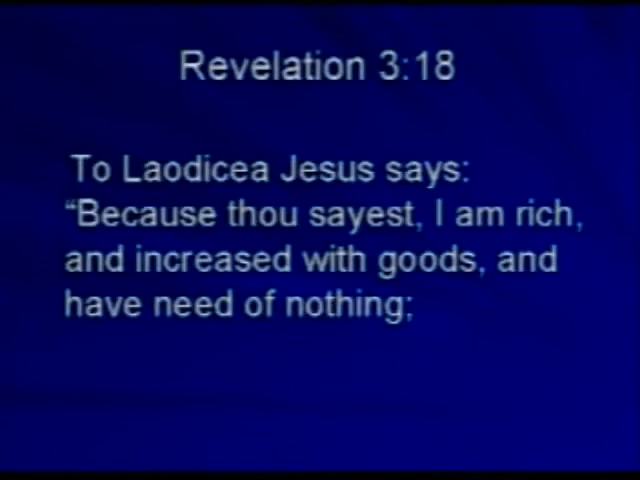 Revelation 3:18
To Laodicea Jesus says:
“Because thou sayest, I am rich,
and increased with goods, and
have need of nothing;